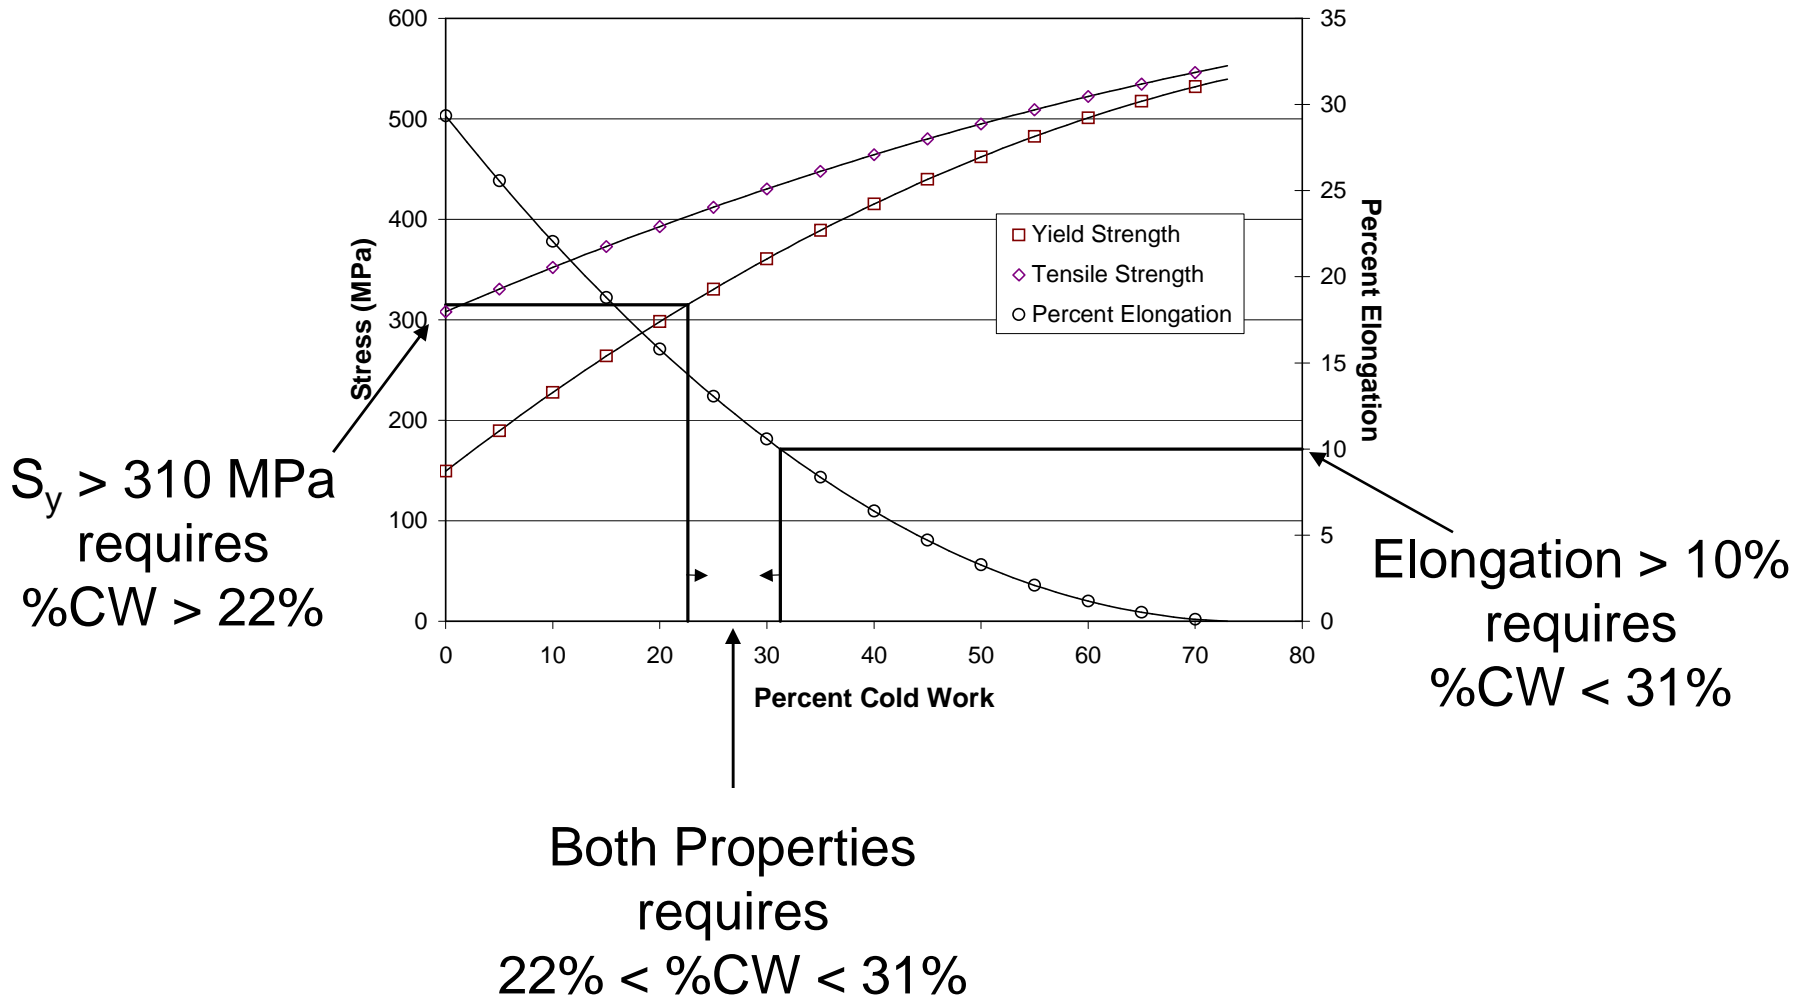 600
500
400
300
200
100
0
Stress (MPa)
35
30
25
20
15
10
5
0
Percent Elongation
Yield Strength
Tensile Strength
Percent Elongation
0 10 20 30 40 50 60 70 80
Percent Cold Work
Sy > 310 MPa
requires
%CW > 22%
Elongation > 10%
requires
%CW < 31%
Both Properties
requires
22% < %CW < 31%